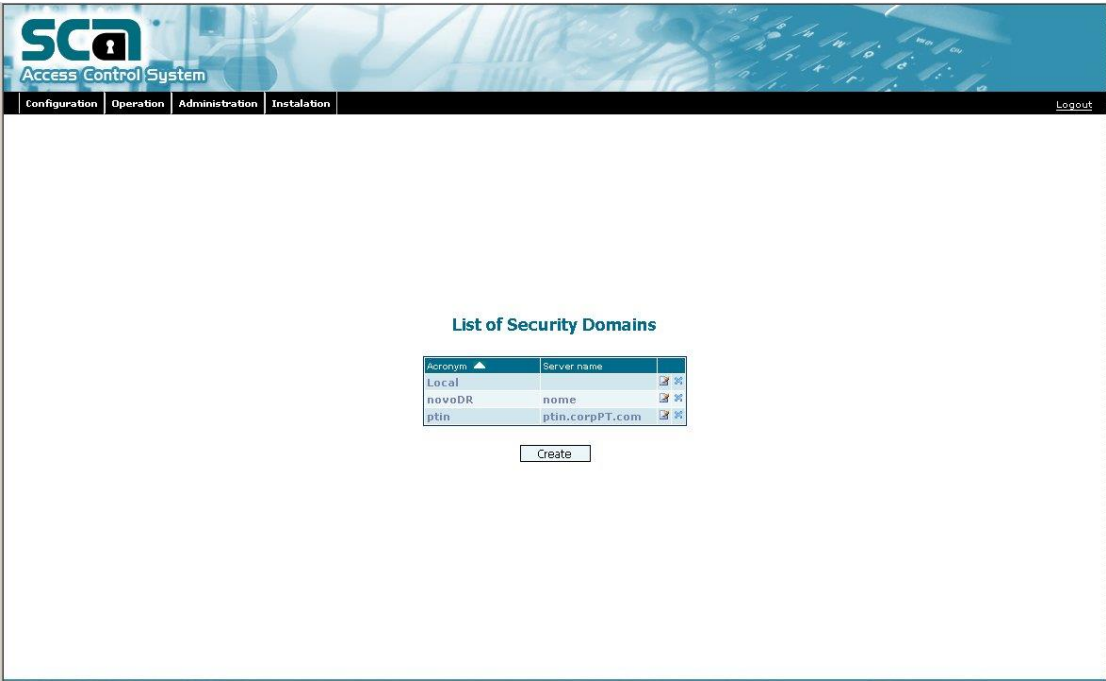 SCA
Access Control System
Configuration Operation Administration Instalation Logout
List of Security Domains
Acronym Server name
Local
novoDR nome
ptin ptin.corpPT.com
Create